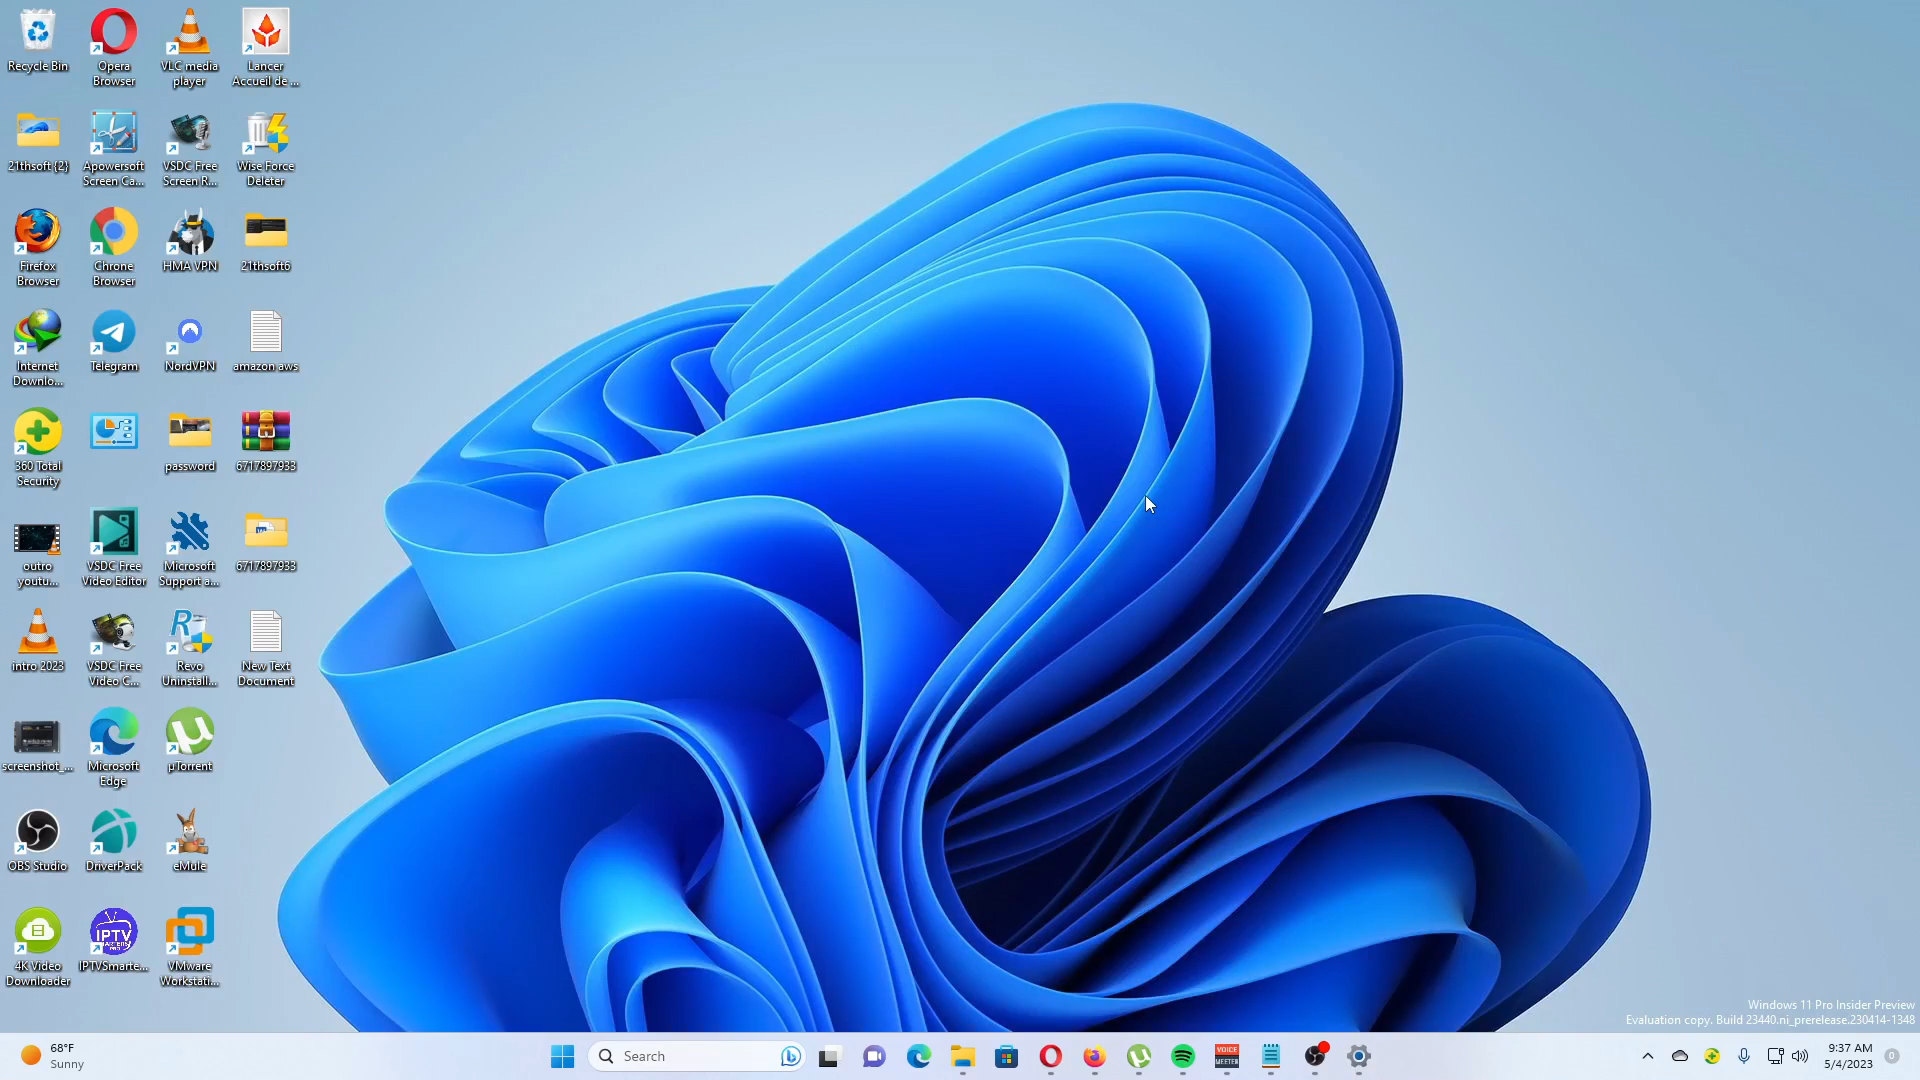 Recycle Bin
Opera
Browser
VLC media
player
Lancer
Accueil de ...
21thsoft {2}
Apowersoft
Screen Ca...
VSDC Free
Screen R...
Wise Force
Deleter
Firefox
Browser
Chrome
Browser
HMA VPN
21thsoft6
Internet
Downlo...
Telegram
NordVPN
amazon aws
360 Total
Security
password
6717897933
outro
youtu...
VSDC Free
Video Editor
Microsoft
Support a...
6717897933
intro 2023
VSDC Free
Video C...
Revo
Uninstall...
New Text
Document
screenshot_...
Microsoft
Edge
µTorrent
OBS Studio
DriverPack
eMule
4K Video
Downloader
IPTV
IPTVSmarte...
VMware
Workstati...
Windows 11 Pro Insider Preview
Evaluation copy. Build 23440.ni_prerelease.230414-1348
68°F
Sunny
Search
VOICE
MEETER
9:37 AM
5/4/2023
0